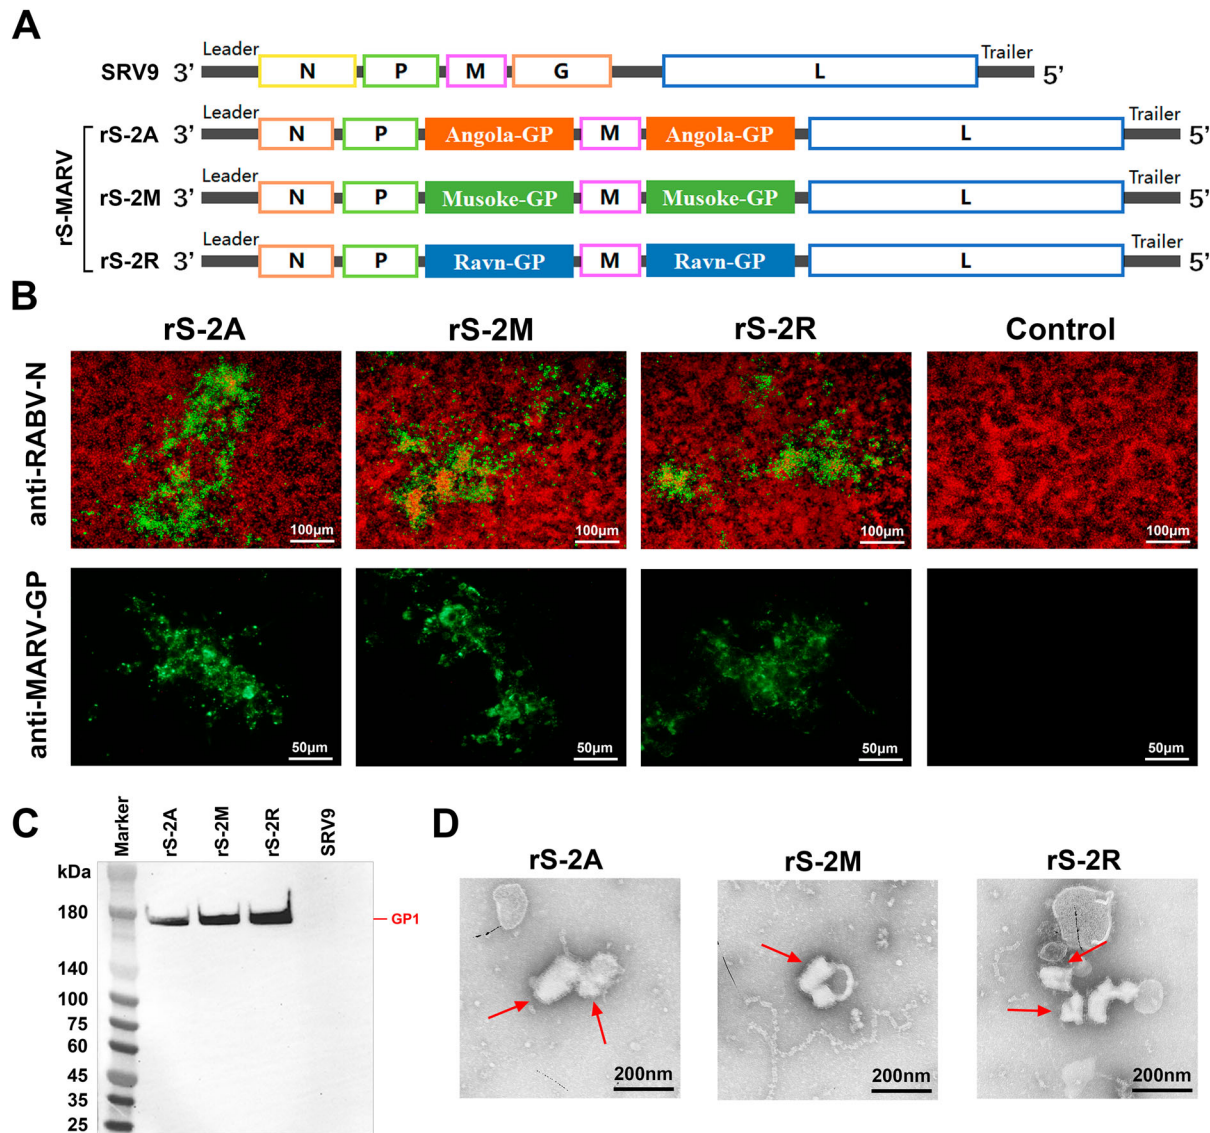 A
Leader Trailer
SRV9 3’ N P M G L 5’
rS-MARV
Leader Trailer
rS-2A 3’ N P Angola-GP M Angola-GP L 5’
Leader Trailer
rS-2M 3’ N P Musoke-GP M Musoke-GP L 5’
Leader Trailer
rS-2R 3’ N P Ravn-GP M Ravn-GP L 5’
B
rS-2A rS-2M rS-2R Control
anti-RABV-N
100μm 100μm 100μm 100μm
anti-MARV-GP
50μm 50μm 50μm 50μm
C
Marker rS-2A rS-2M rS-2R SRV9
kDa
180
GP1
140
100
75
60
45
35
25
D
rS-2A rS-2M rS-2R
200nm 200nm 200nm